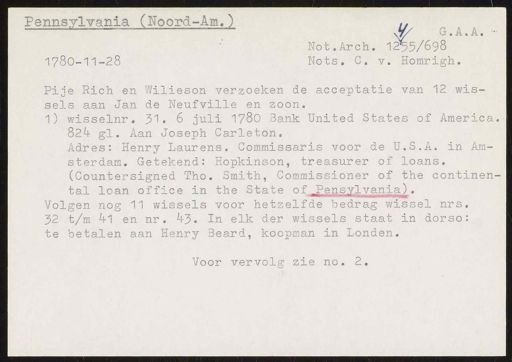 Pennsylvania (Noord-Am.)
G.A.A.
4
Not.Arch. 1255/698
1780-11-28 Nots. C. v. Homrigh.
Pije Rich en Wilieson verzoeken de acceptatie van 12 wis-
sels aan Jan de Neufville en zoon.
1) wisselnr. 31. 6 juli 1780 Bank United States of America.
824 gl. Aan Joseph Carleton.
Adres: Henry Laurens. Commissaris voor de U.S.A. in Am-
sterdam. Getekend: Hopkinson, treasurer of loans.
(Countersigned Tho. Smith, Commissioner of the continen-
tal loan office in the State of Pensylvania).
Volgen nog 11 wissels voor hetzelfde bedrag wissel nrs.
32 t/m 41 en nr. 43. In elk der wissels staat in dorso:
te betalen aan Henry Beard, koopman in Londen.
Voor vervolg zie no. 2.